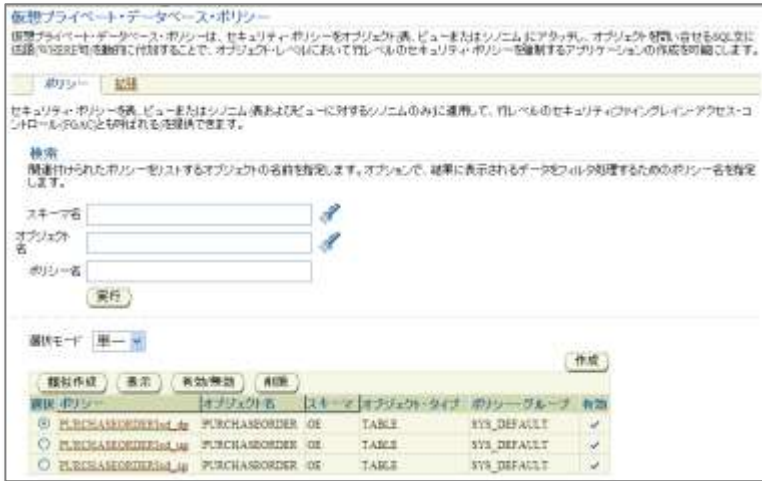 仮想プライベート・データベース・ポリシー
仮想プライベート・データベース・ポリシーは、セキュリティ・ポリシーをオブジェクト(表、ビューまたはシノニム)にアタッチし、オブジェクトを問い合せるSQL文に
述語(WHERE句)を動的に付加することで、オブジェクト・レベルにおいて行レベルのセキュリティ・ポリシーを強制するアプリケーションの作成を可能にします。
ポリシー 拡張
セキュリティ・ポリシーを表、ビューまたはシノニム(表およびビューに対するシノニムのみ)に適用して、行レベルのセキュリティ(ファイングレイン・アクセス・コ
ントロール(FGAC)とも呼ばれる)を提供できます。
検索
関連付けられたポリシーをリストするオブジェクトの名前を指定します。オプションで、結果に表示されるデータをフィルタ処理するためのポリシー名を指定
します。
スキーマ名
オブジェクト
名
ポリシー名
実行
選択モード 単一
作成
類似作成 表示 有効/無効 削除
選択 ポリシー オブジェクト名 スキーマ オブジェクト・タイプ ポリシー・グループ 有効
PURCHASEORDER PURCHASEORDER OE TABLE SYS_DEFAULT
PURCHASEORDER OE TABLE SYS_DEFAULT
PURCHASEORDER OE TABLE SYS_DEFAULT